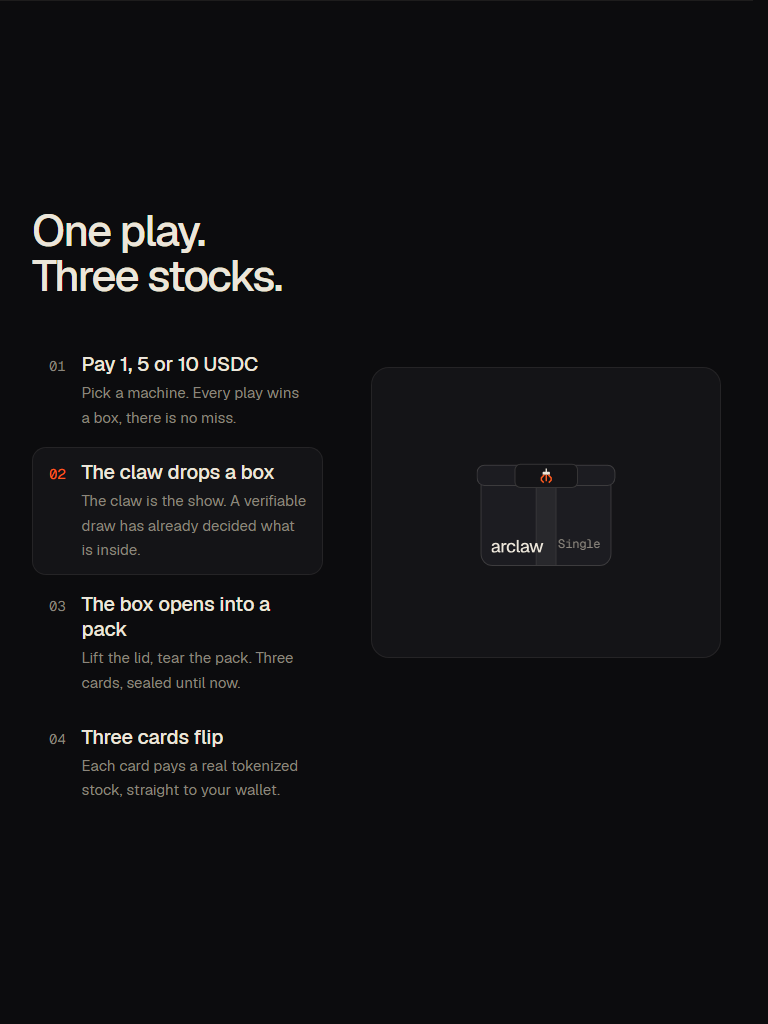 One play.
Three stocks.
01
Pay 1, 5 or 10 USDC
Pick a machine. Every play wins
a box, there is no miss.
02
The claw drops a box
The claw is the show. A verifiable
draw has already decided what
is inside.
03
The box opens into a
pack
Lift the lid, tear the pack. Three
cards, sealed until now.
04
Three cards flip
Each card pays a real tokenized
stock, straight to your wallet.
arclaw
Single